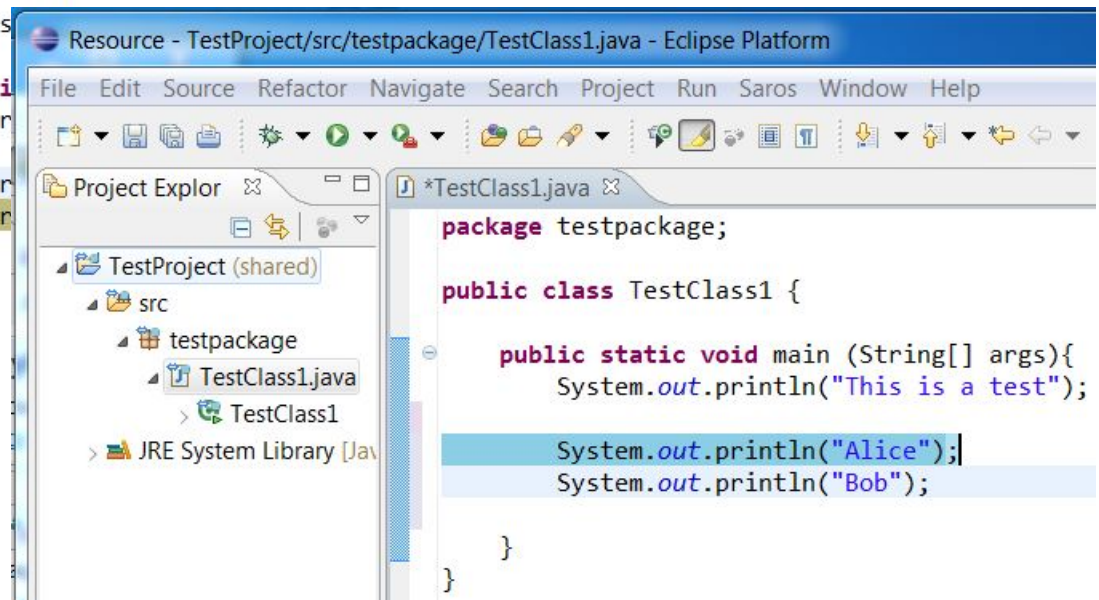 Resource - TestProject/src/testpackage/TestClass1.java - Eclipse Platform
File Edit Source Refactor Navigate Search Project Run Saros Window Help
Project Explor
*TestClass1.java
TestProject (shared)
src
testpackage
TestClass1.java
TestClass1
JRE System Library [Jav
package testpackage;
public class TestClass1 {
public static void main (String[] args){
System.out.println("This is a test");
System.out.println("Alice");
System.out.println("Bob");
}
}